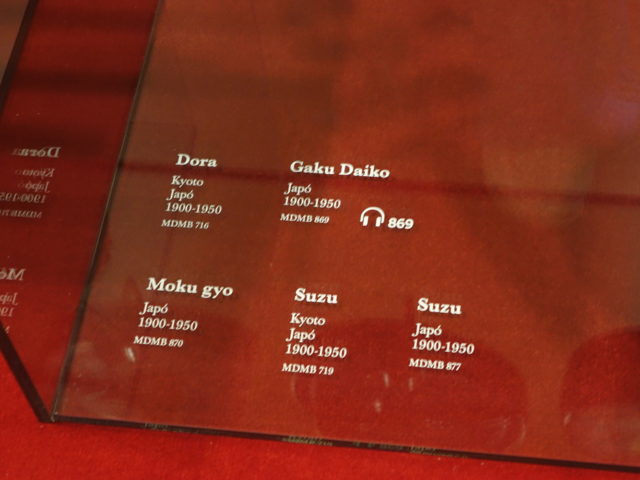 Dora
Kyoto
Japó
1900-1950
MDMB 716
Gaku Daiko
Japó
1900-1950
MDMB 869
869
Moku gyo
Japó
1900-1950
MDMB 870
Suzu
Kyoto
Japó
1900-1950
MDMB 719
Suzu
Japó
1900-1950
MDMB 877